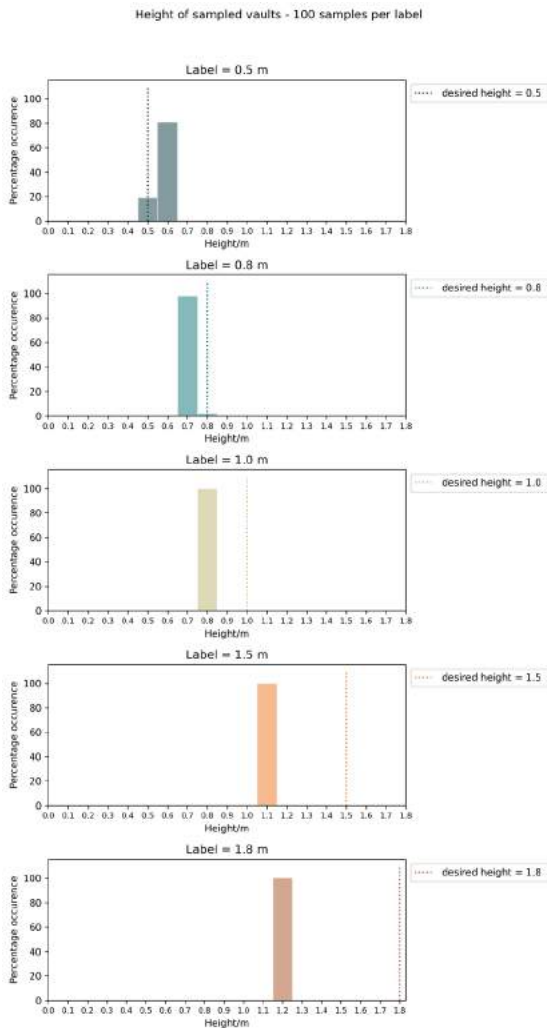 Height of sampled vaults - 100 samples per label
Label = 0.5 m
desired height = 0.5
Percentage occurence
100
80
60
40
20
0
0.0 0.1 0.2 0.3 0.4 0.5 0.6 0.7 0.8 0.9 1.0 1.1 1.2 1.3 1.4 1.5 1.6 1.7 1.8
Height/m
Label = 0.8 m
desired height = 0.8
Percentage occurence
100
80
60
40
20
0
0.0 0.1 0.2 0.3 0.4 0.5 0.6 0.7 0.8 0.9 1.0 1.1 1.2 1.3 1.4 1.5 1.6 1.7 1.8
Height/m
Label = 1.0 m
desired height = 1.0
Percentage occurence
100
80
60
40
20
0
0.0 0.1 0.2 0.3 0.4 0.5 0.6 0.7 0.8 0.9 1.0 1.1 1.2 1.3 1.4 1.5 1.6 1.7 1.8
Height/m
Label = 1.5 m
desired height = 1.5
Percentage occurence
100
80
60
40
20
0
0.0 0.1 0.2 0.3 0.4 0.5 0.6 0.7 0.8 0.9 1.0 1.1 1.2 1.3 1.4 1.5 1.6 1.7 1.8
Height/m
Label = 1.8 m
desired height = 1.8
Percentage occurence
100
80
60
40
20
0
0.0 0.1 0.2 0.3 0.4 0.5 0.6 0.7 0.8 0.9 1.0 1.1 1.2 1.3 1.4 1.5 1.6 1.7 1.8
Height/m